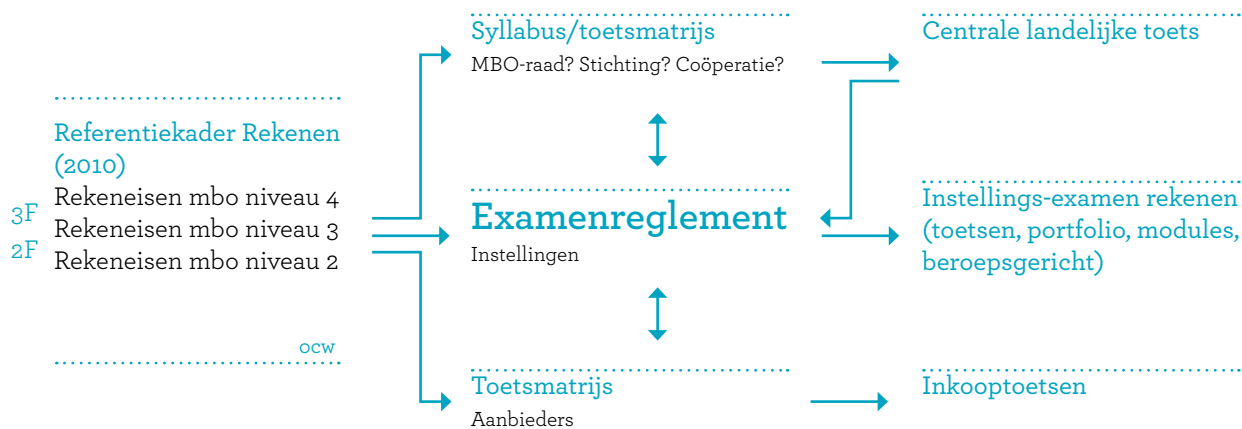 Referentiekader Rekenen
(2010)
3F
Rekeneisen mbo niveau 4
Rekeneisen mbo niveau 3
2F
Rekeneisen mbo niveau 2
ocw
Syllabus/toetsmatrijs
MBO-raad? Stichting? Coöperatie?
Examenreglement
Instellingen
Toetsmatrijs
Aanbieders
Centrale landelijke toets
Instellings-examen rekenen
(toetsen, portfolio, modules,
beroepsgericht)
Inkooptoetsen